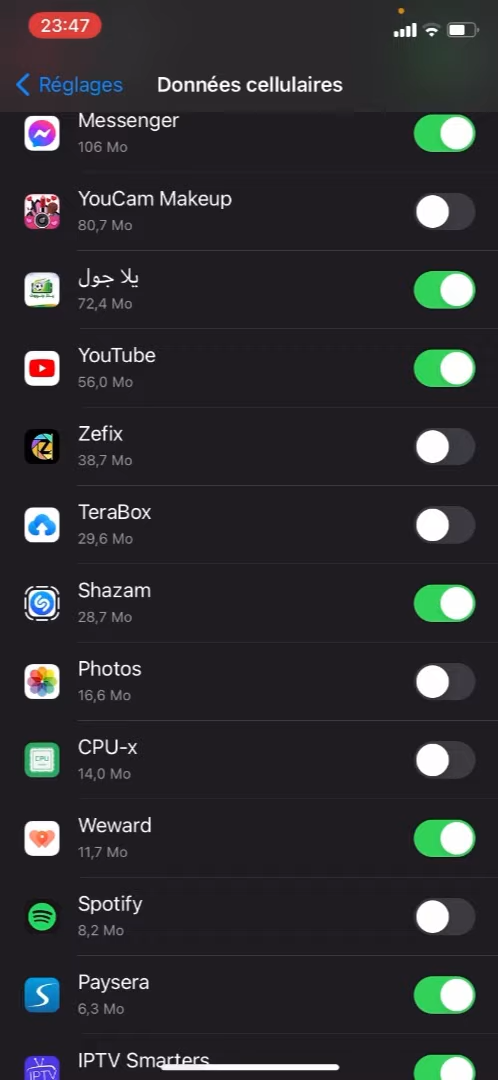 23:47
Réglages
Données cellulaires
Messenger
106 Mo
YouCam Makeup
80,7 Mo
يلا جول
72,4 Mo
YouTube
56,0 Mo
Zefix
38,7 Mo
TeraBox
29,6 Mo
Shazam
28,7 Mo
Photos
16,6 Mo
CPU
CPU-x
14,0 Mo
Weward
11,7 Mo
Spotify
8,2 Mo
Paysera
6,3 Mo
IPTV
IPTV Smarters